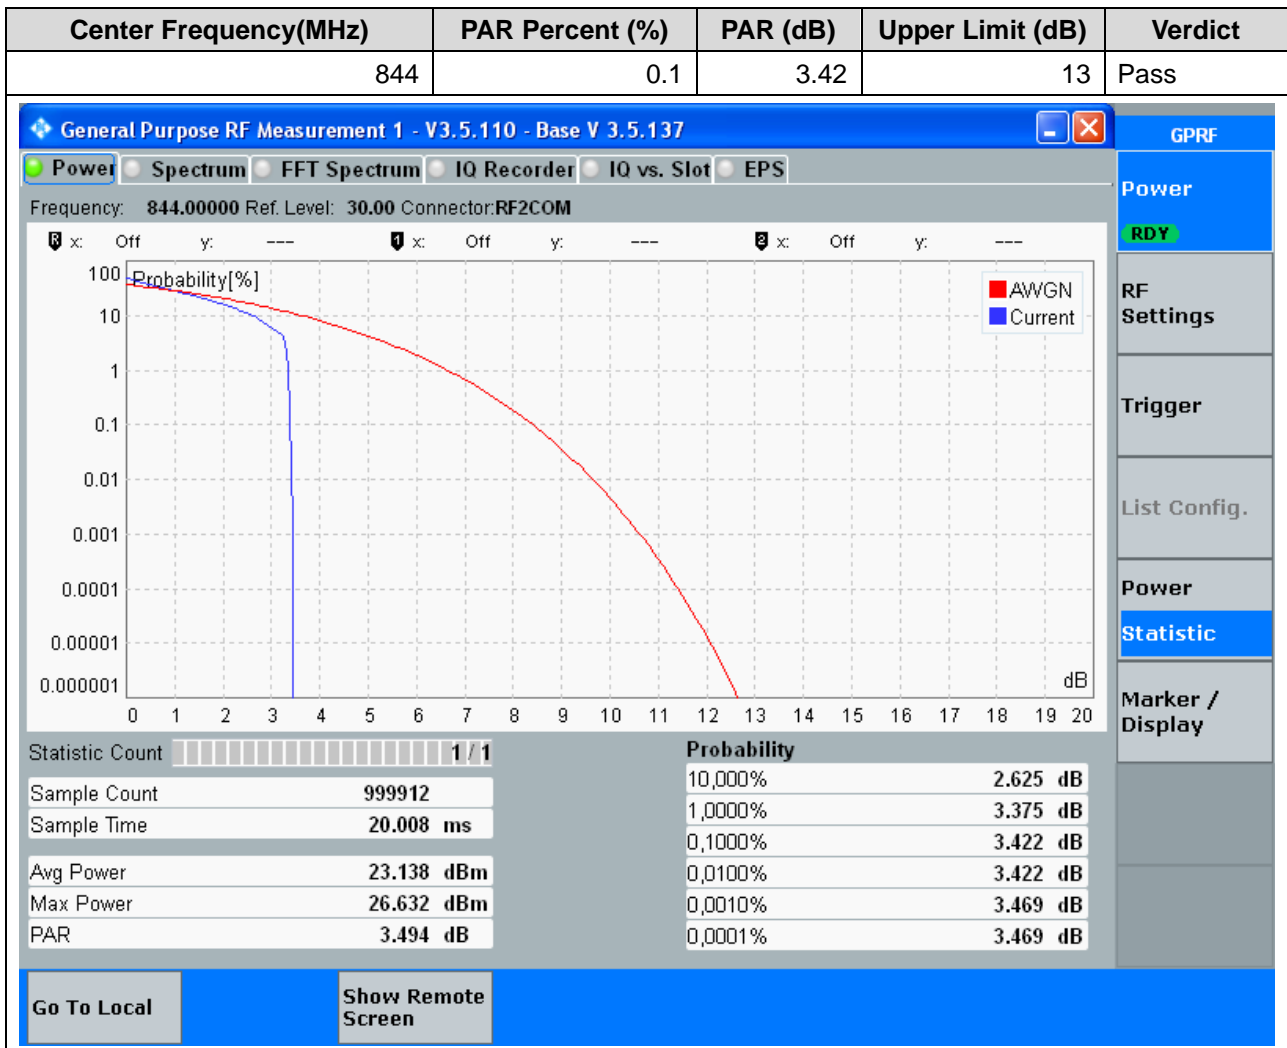 Center Frequency(MHz) PAR Percent (%) PAR (dB) Upper Limit (dB) Verdict
844 0.1 3.42 13 Pass
General Purpose RF Measurement 1 - V3.5.110 - Base V 3.5.137
GPRF
Power Spectrum FFT Spectrum IQ Recorder IQ vs. Slot EPS
Frequency: 844.00000 Ref. Level: 30.00 Connector:RF2COM
R x: Off y: --- 1 x: Off y: --- 2 x: Off y: ---
Probability[%]
AWGN
Current
100
10
1
0.1
0.01
0.001
0.0001
0.00001
0.000001
dB
0 1 2 3 4 5 6 7 8 9 10 11 12 13 14 15 16 17 18 19 20
Statistic Count 1 / 1
Sample Count 999912
Sample Time 20.008 ms
Avg Power 23.138 dBm
Max Power 26.632 dBm
PAR 3.494 dB
Probability
10,000% 2.625 dB
1,0000% 3.375 dB
0,1000% 3.422 dB
0,0100% 3.422 dB
0,0010% 3.469 dB
0,0001% 3.469 dB
Power
RDY
RF
Settings
Trigger
List Config.
Power
Statistic
Marker /
Display
Go To Local
Show Remote
Screen